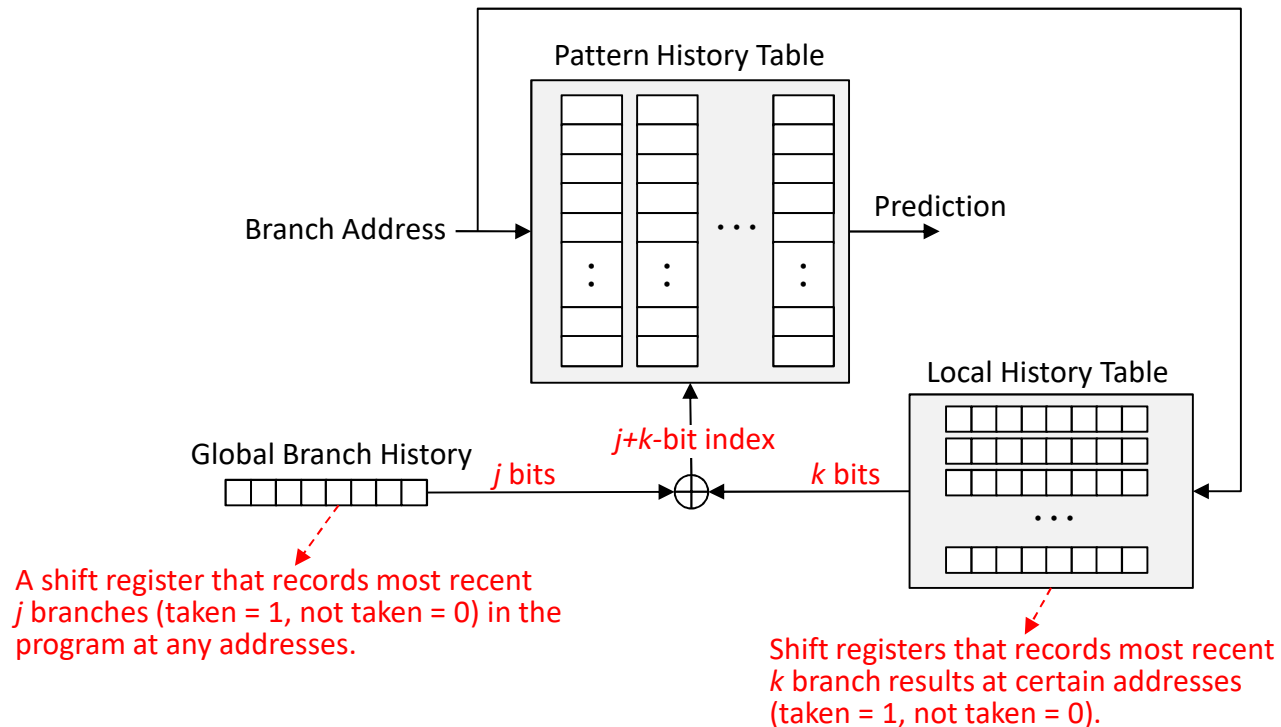 Pattern History Table
Branch Address
Prediction
Local History Table
j+k-bit index
Global Branch History
j bits
k bits
A shift register that records most recent
j branches (taken = 1, not taken = 0) in the
program at any addresses.
Shift registers that records most recent
k branch results at certain addresses
(taken = 1, not taken = 0).